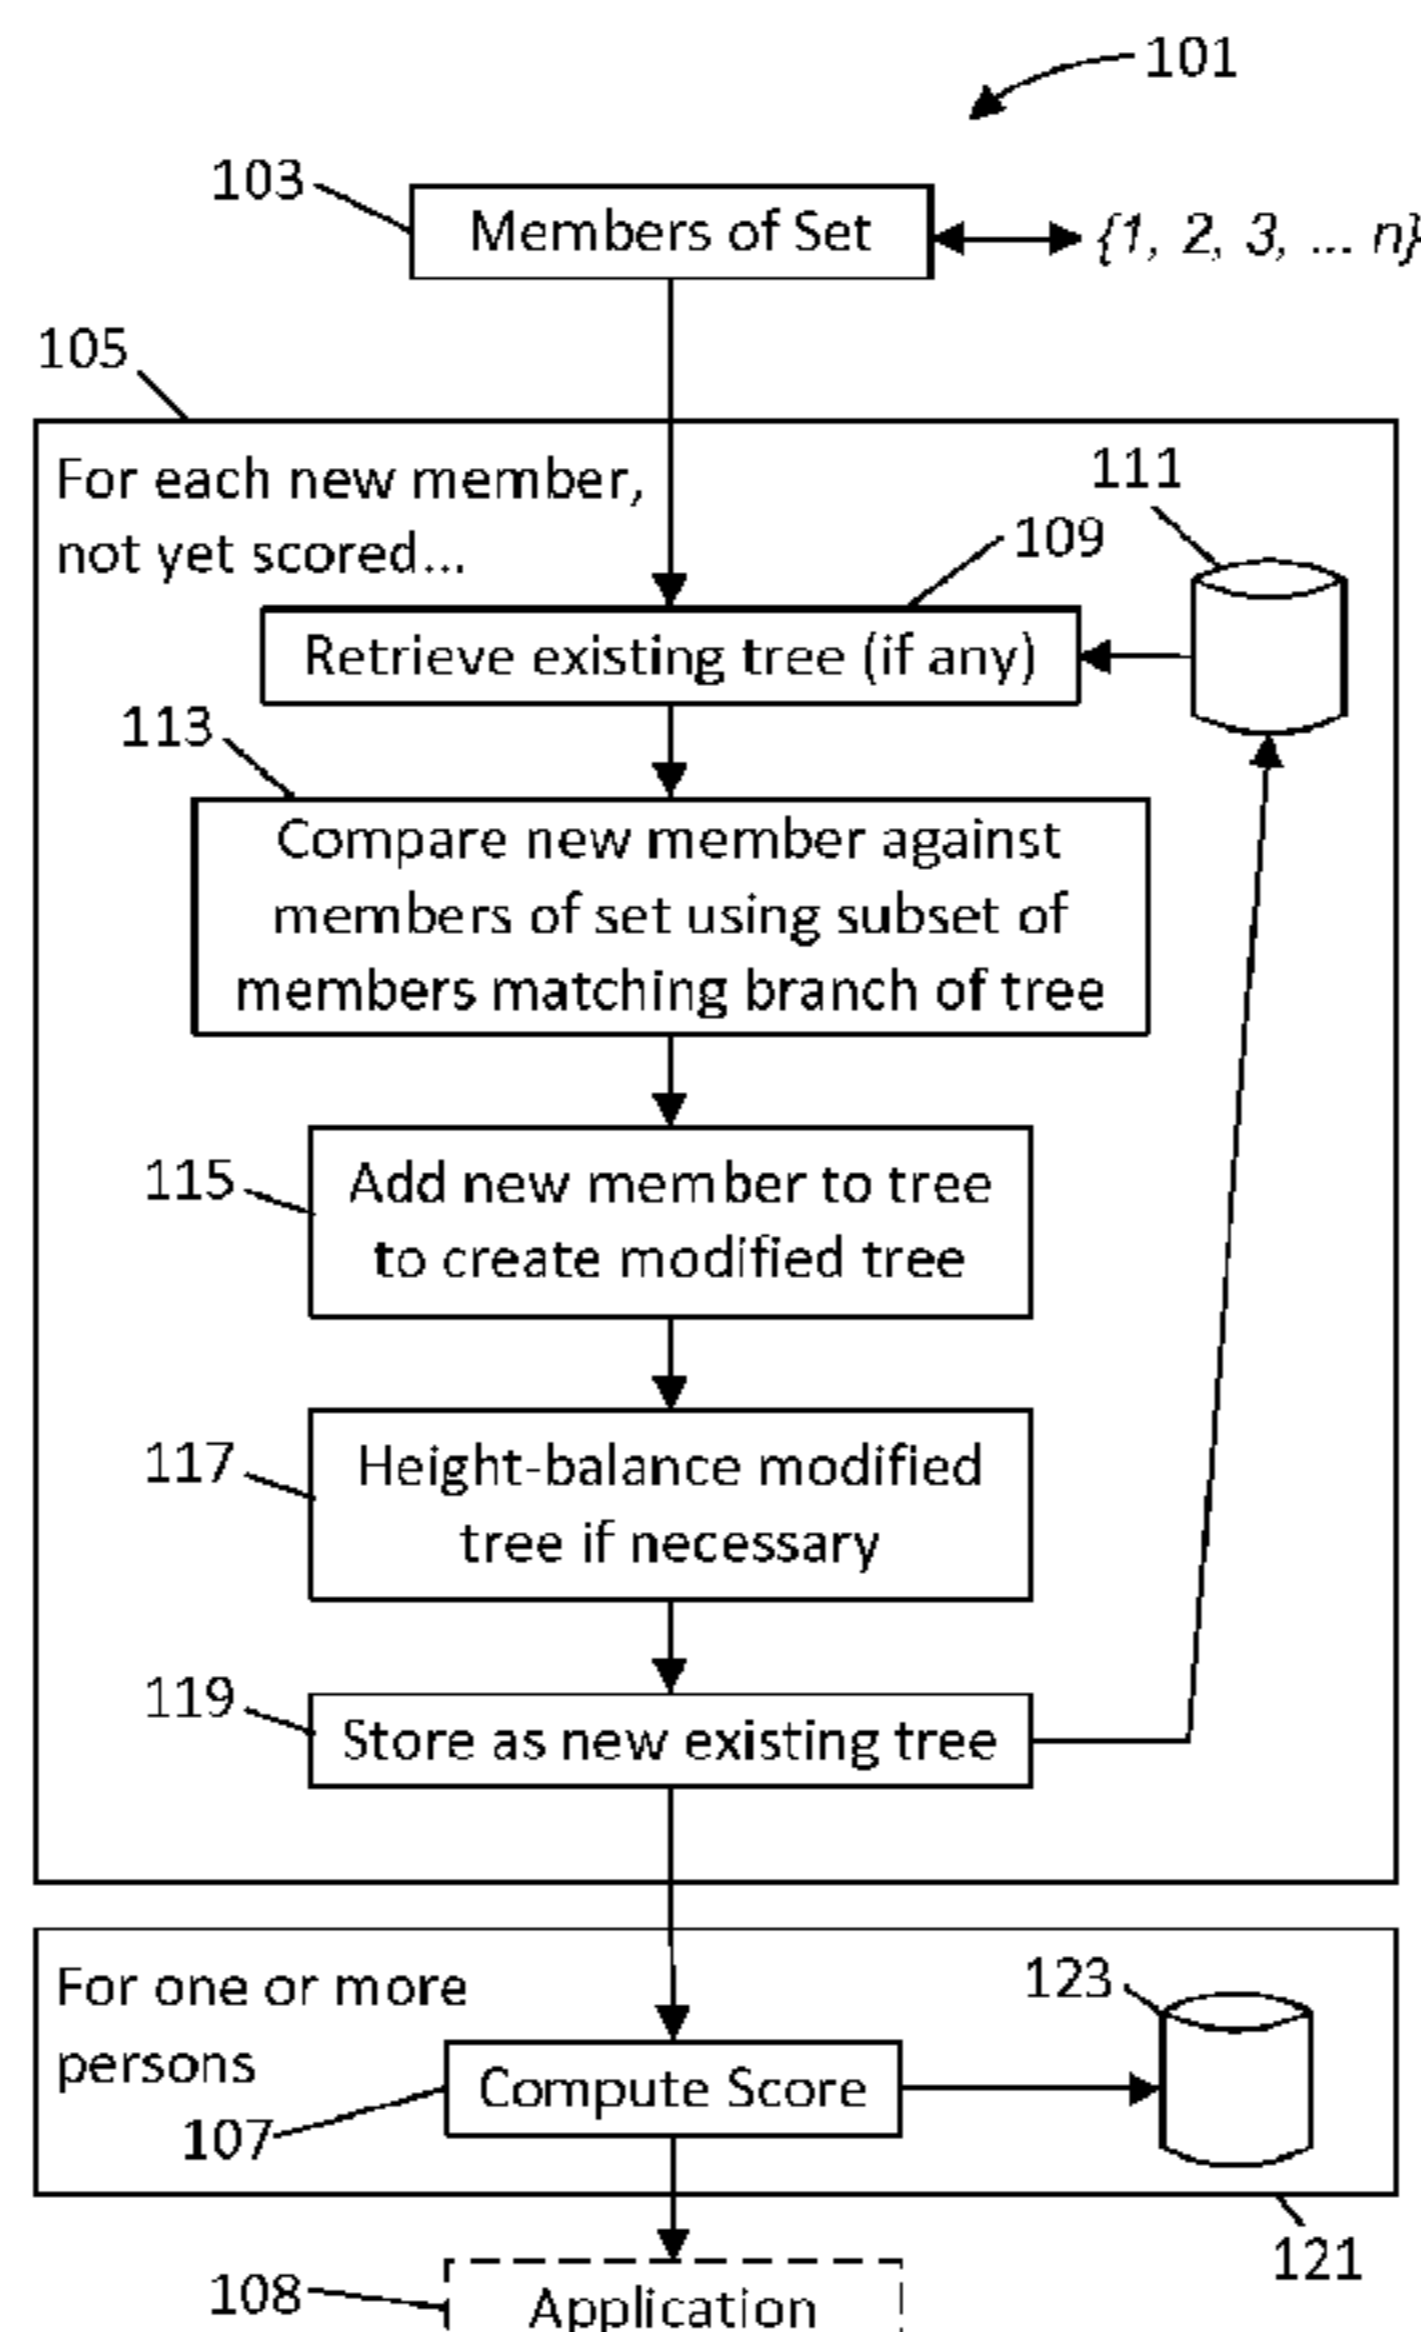 101
103
Members of Set
{1, 2, 3, ... n}
105
For each new member,
not yet scored...
111
109
Retrieve existing tree (if any)
113
Compare new member against
members of set using subset of
members matching branch of tree
115
Add new member to tree
to create modified tree
117
Height-balance modified
tree if necessary
119
Store as new existing tree
For one or more
persons
123
Compute Score
107
121
108
Application